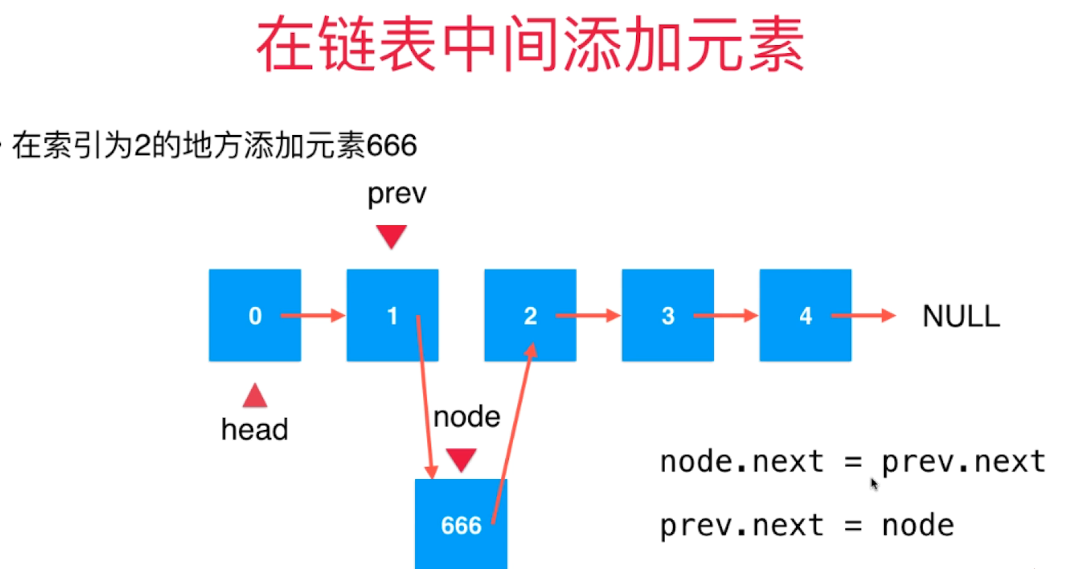 在链表中间添加元素
在索引为2的地方添加元素666
prev
0 1 2 3 4 NULL
head
node
node.next = prev.next
666
prev.next = node